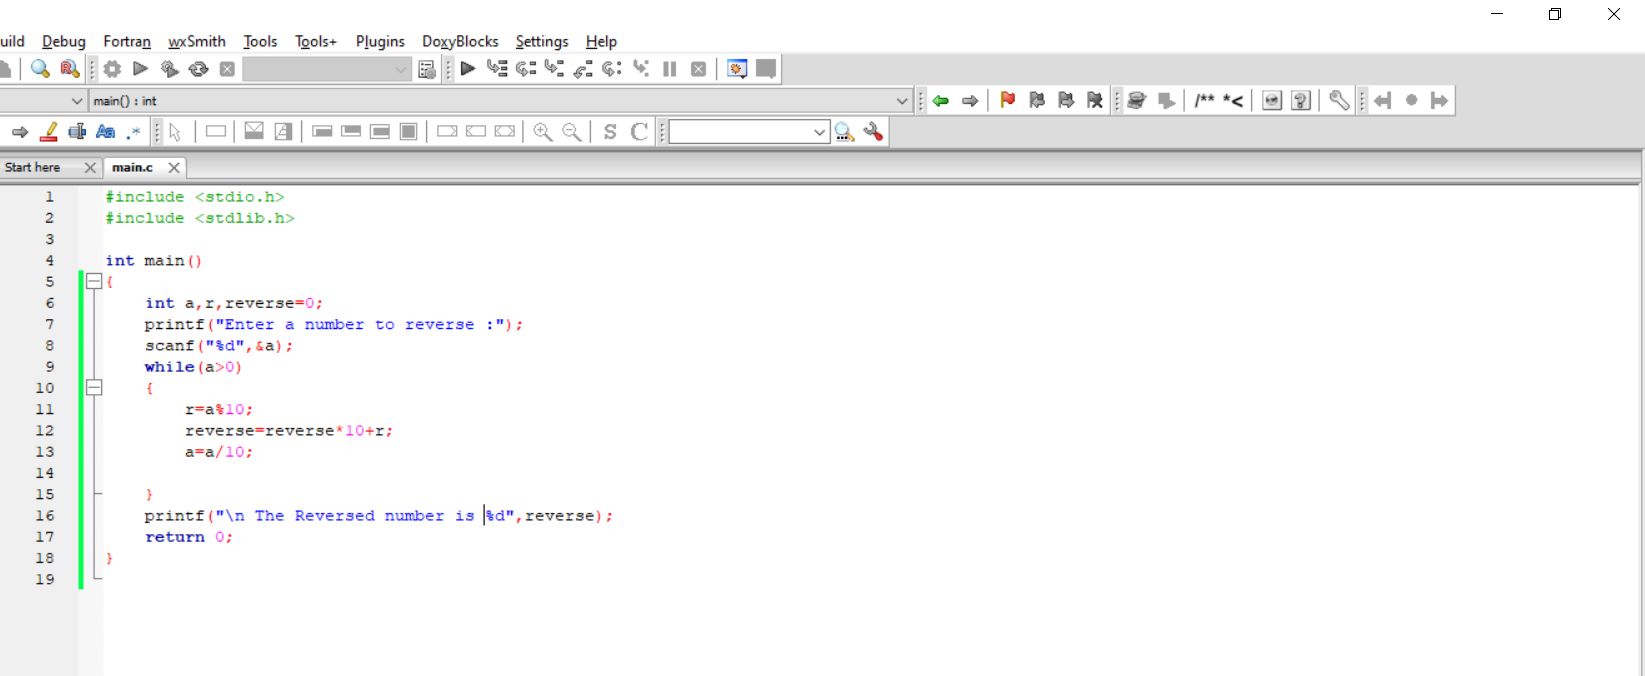 uild Debug Fortran wxSmith Tools Tools+ Plugins DoxyBlocks Settings Help
main() : int
/** *<
Aa .*
S C
Start here main.c
1 #include <stdio.h>
2 #include <stdlib.h>
3
4 int main()
5 {
6 int a,r,reverse=0;
7 printf("Enter a number to reverse :");
8 scanf("%d",&a);
9 while(a>0)
10 {
11 r=a%10;
12 reverse=reverse*10+r;
13 a=a/10;
14
15 }
16 printf("\n The Reversed number is %d",reverse);
17 return 0;
18 }
19